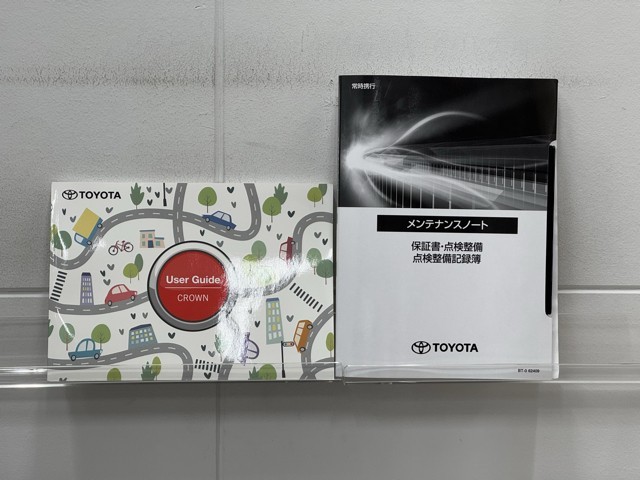 TOYOTA
User Guide
CROWN
常時携行
メンテナンスノート
保証書・点検整備
点検整備記録簿
TOYOTA